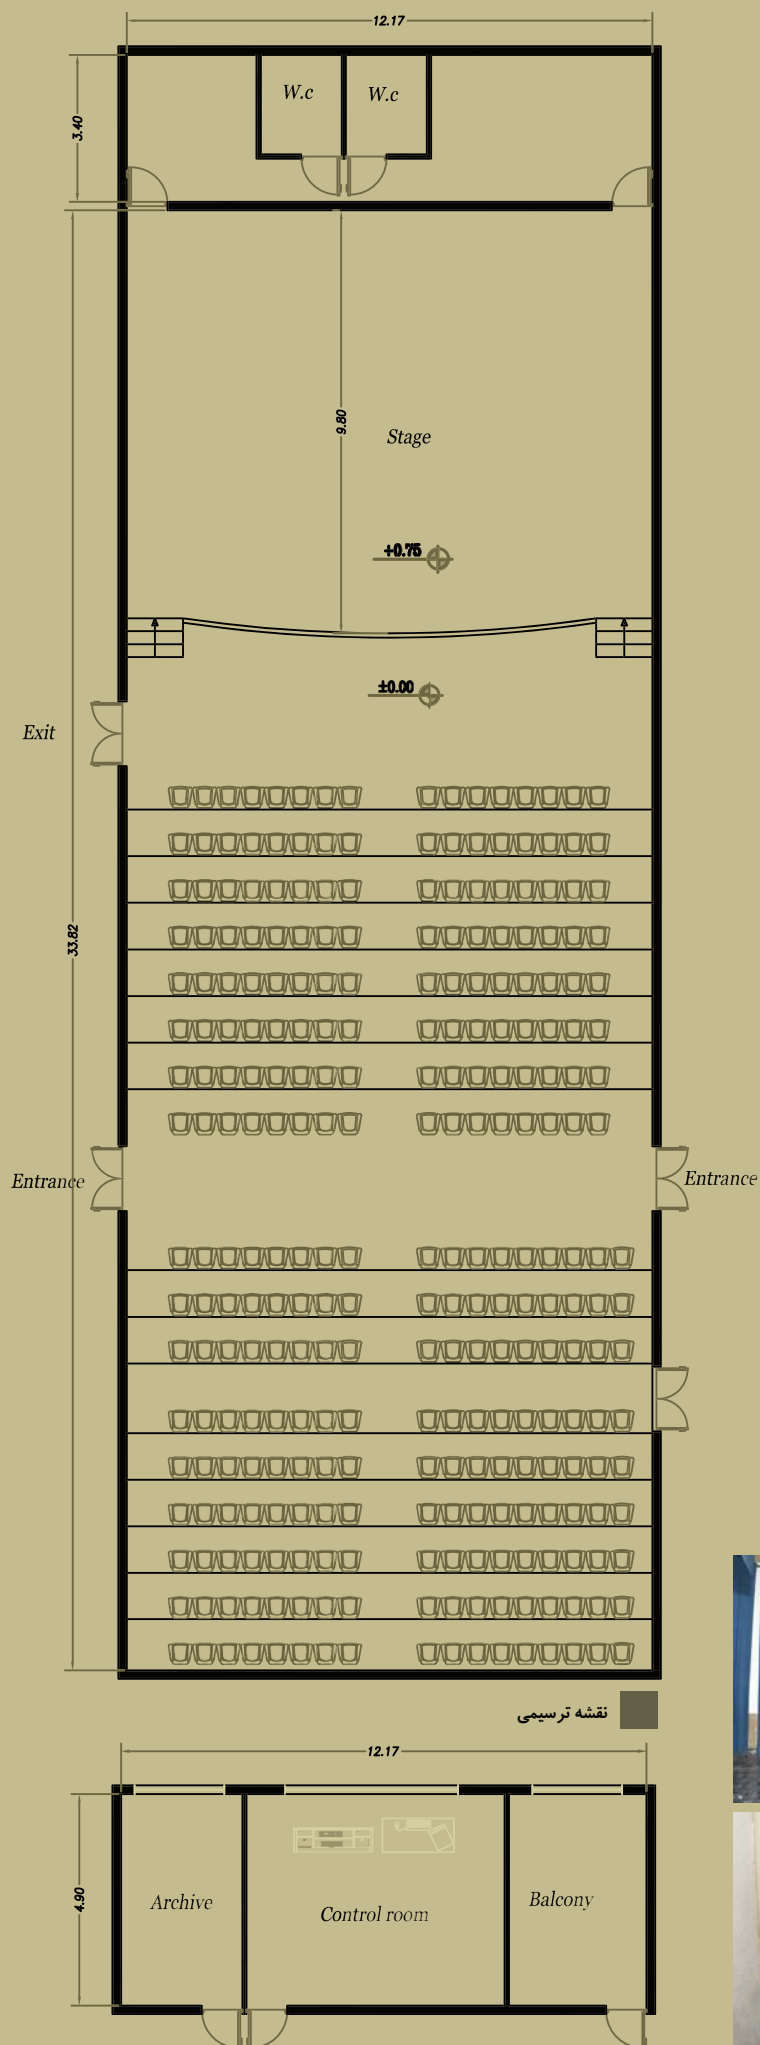 12.17
W.c
W.c
3.40
9.80
Stage
+0.75
±0.00
Exit
33.82
Entrance
Entrance
نقشه ترسیمی
12.17
4.90
Archive
Control room
Balcony